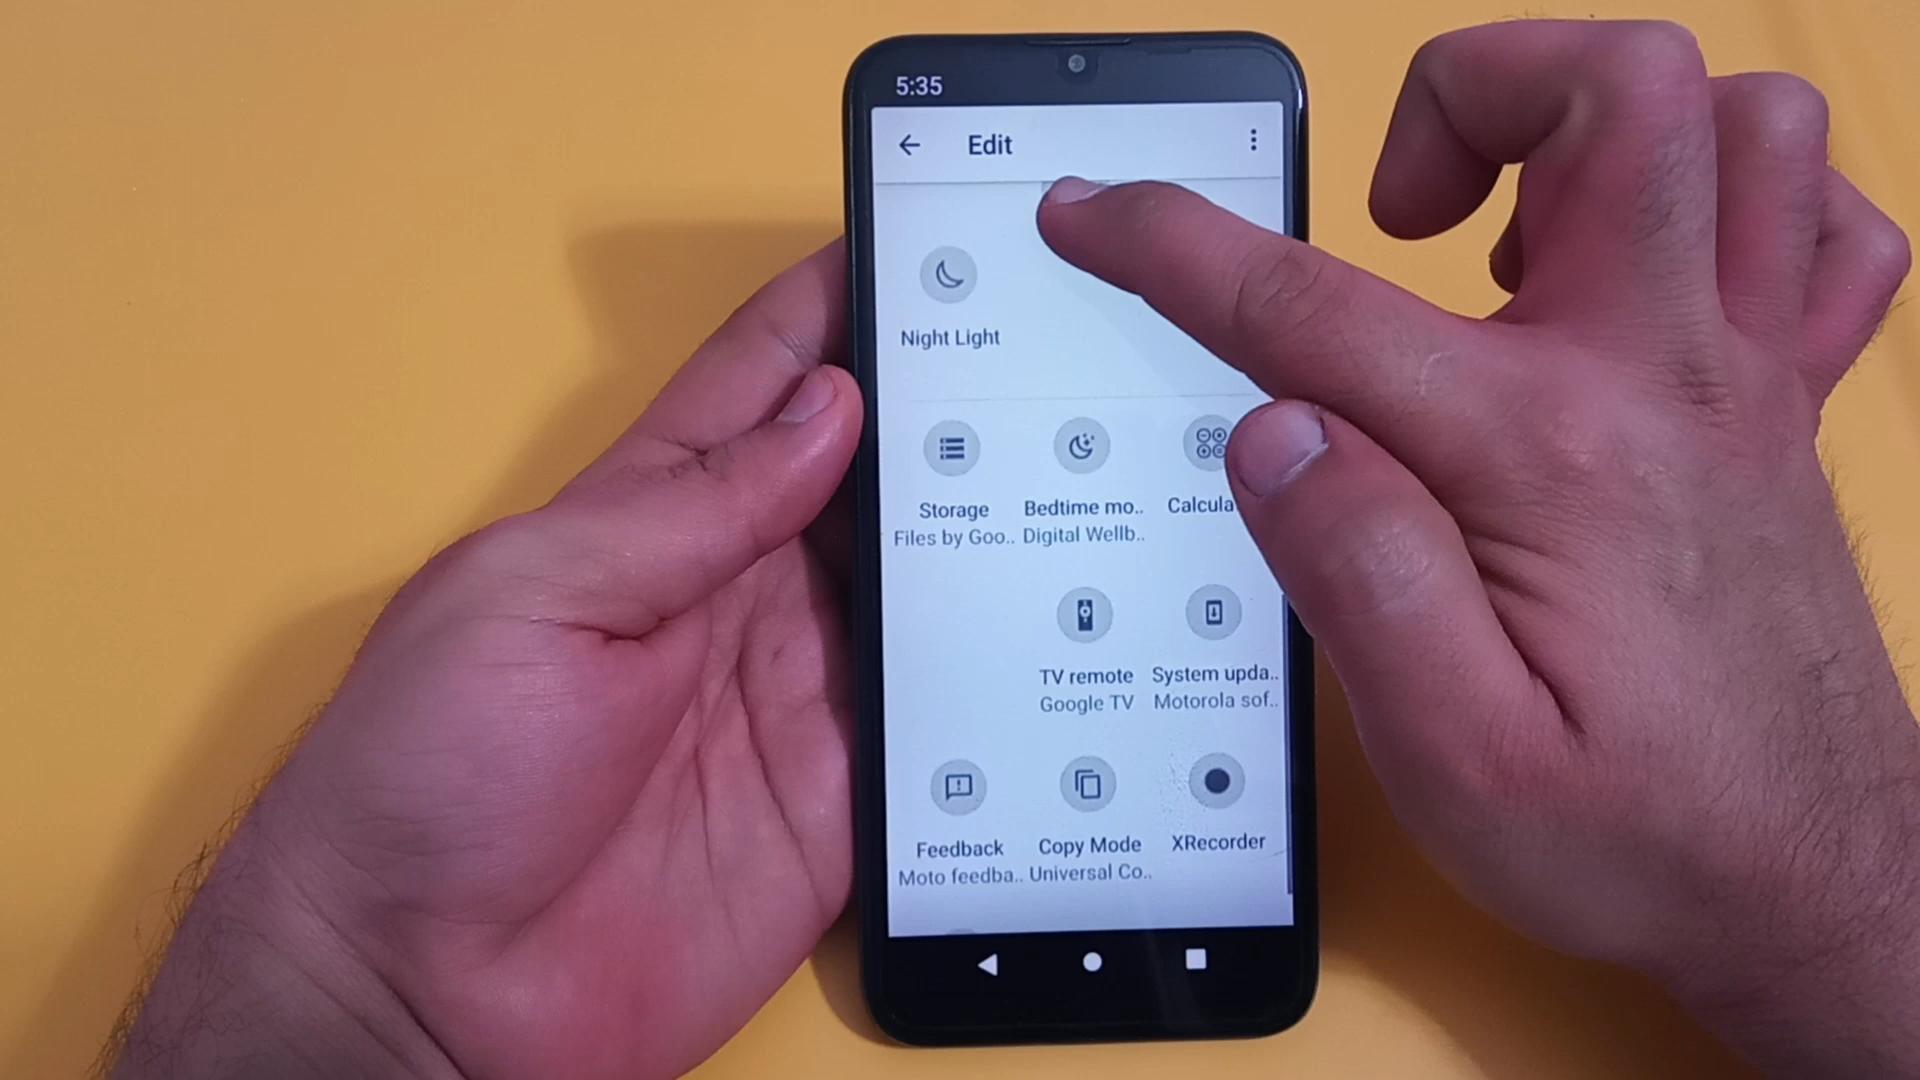 5:35
Edit
Night Light
Storage
Files by Goo..
Bedtime mo..
Digital Wellb..
Calcula
TV remote
Google TV
System upda..
Motorola sof..
Feedback
Moto feedba..
Copy Mode
Universal Co..
XRecorder